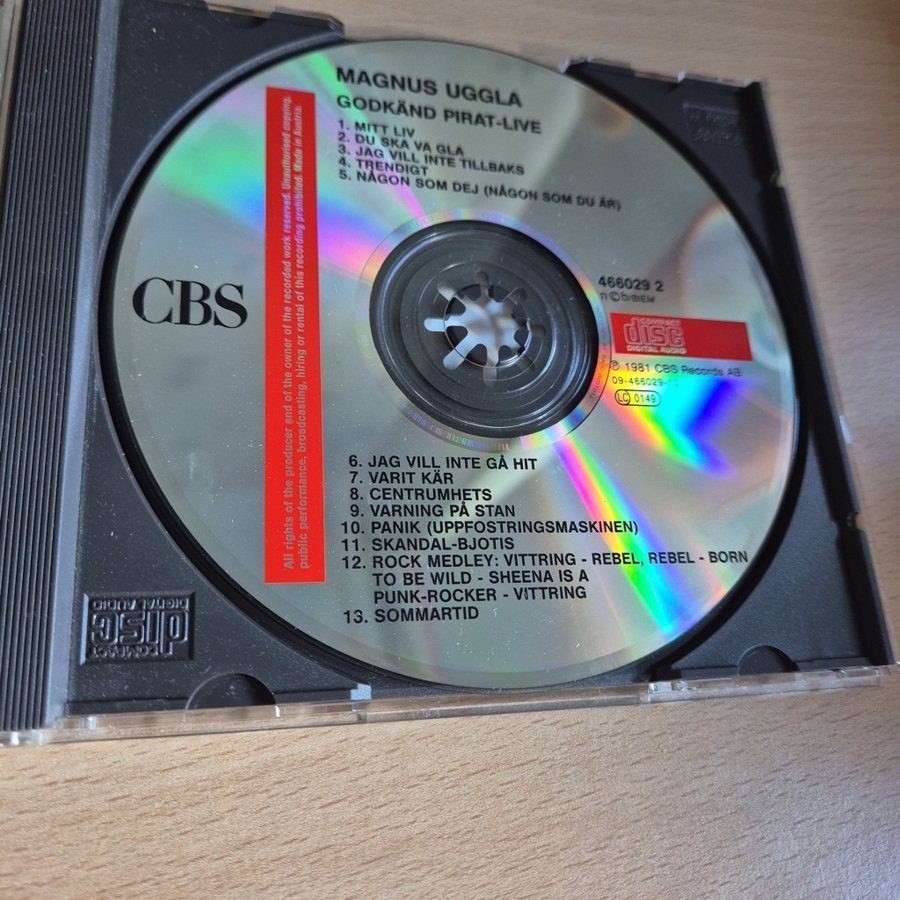 MAGNUS UGGLA
GODKÄND PIRAT-LIVE
1. MITT LIV
2. DU SKA VA GLA
3. JAG VILL INTE TILLBAKS
4. TRENDIGT
5. NÅGON SOM DEJ (NÅGON SOM DU ÄR)
All rights of the producer and of the owner of the recorded work reserved. Unauthorised copying,
public performance, broadcasting, hiring or rental of this recording prohibited. Made in Austria.
CBS
466029 2
n©b/BIEM
COMPACT
disc
DIGITAL AUDIO
℗ 1981 CBS Records AB
09-466029-
LC 0149
6. JAG VILL INTE GÅ HIT
7. VARIT KÄR
8. CENTRUMHETS
9. VARNING PÅ STAN
10. PANIK (UPPFOSTRINGSMASKINEN)
11. SKANDAL-BJOTIS
12. ROCK MEDLEY: VITTRING - REBEL, REBEL - BORN
TO BE WILD - SHEENA IS A
PUNK-ROCKER - VITTRING
13. SOMMARTID
COMPACT
disc
DIGITAL AUDIO